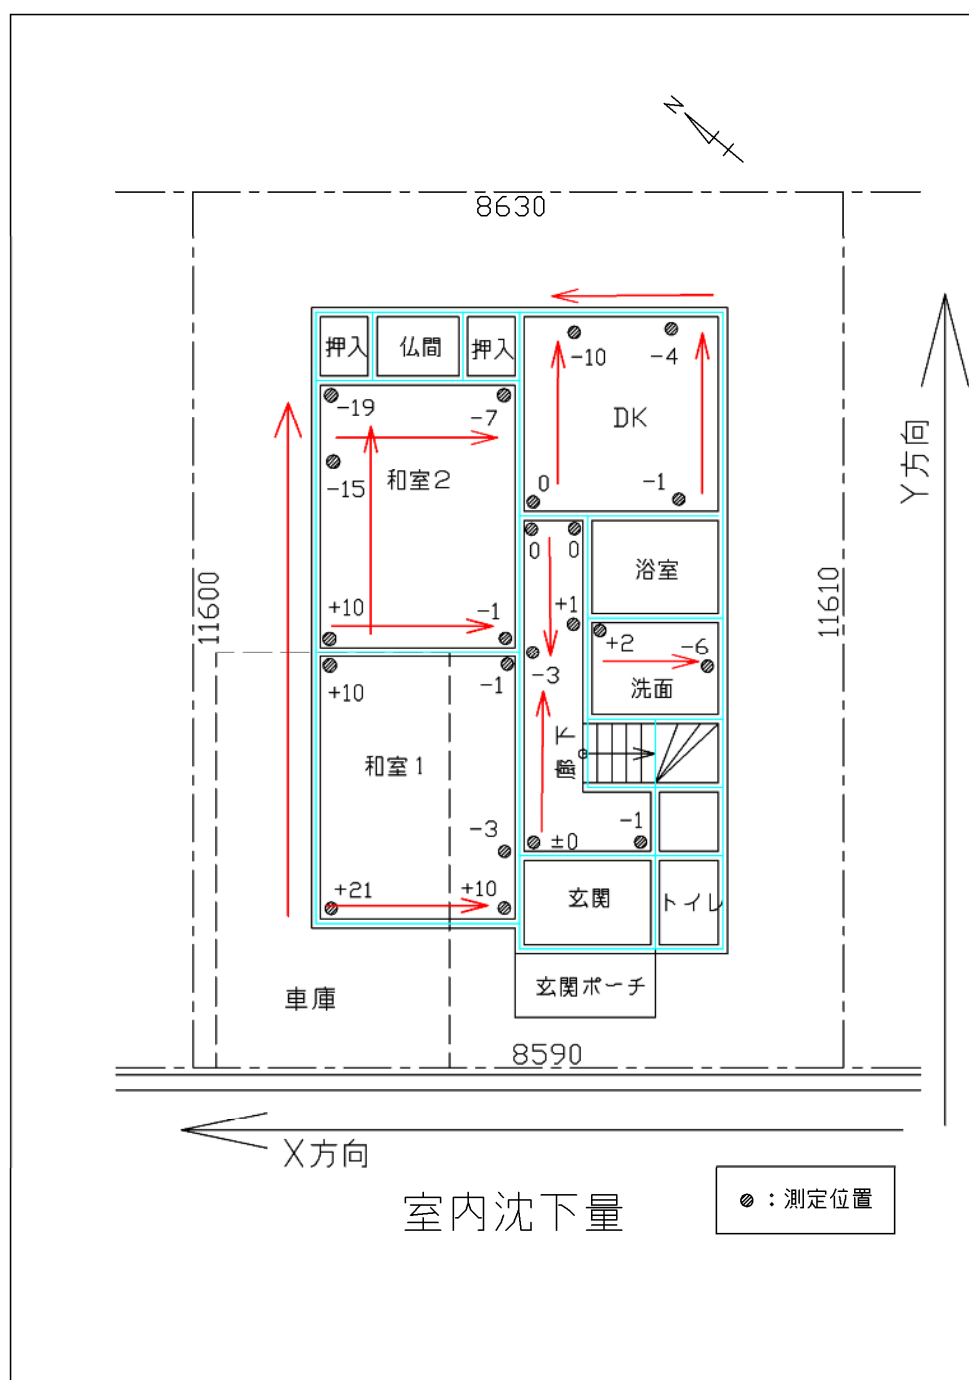 N
8630
押入
仏間
押入
-10
-4
DK
-19
-7
和室2
-15
0
-1
Y方向
0
0
浴室
11600
11610
+10
-1
+1
+2
-6
-3
洗面
+10
-1
廊下
和室1
-3
±0
-1
+21
+10
玄関
トイレ
玄関ポーチ
車庫
8590
X方向
室内沈下量
：測定位置